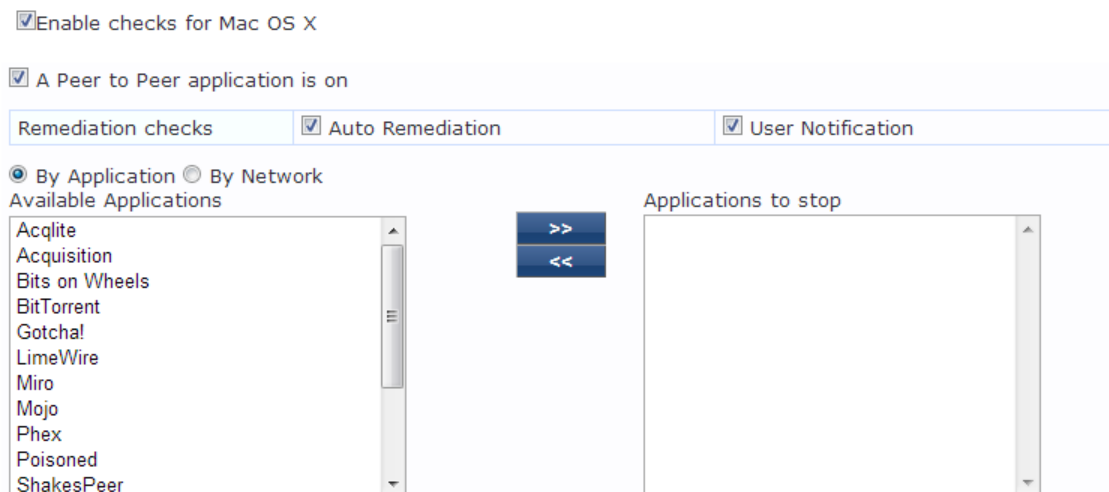 Enable checks for Mac OS X
A Peer to Peer application is on
Remediation checks
Auto Remediation
User Notification
By Application
By Network
Available Applications
Acqlite
Acquisition
Bits on Wheels
BitTorrent
Gotcha!
LimeWire
Miro
Mojo
Phex
Poisoned
ShakesPeer
>>
<<
Applications to stop